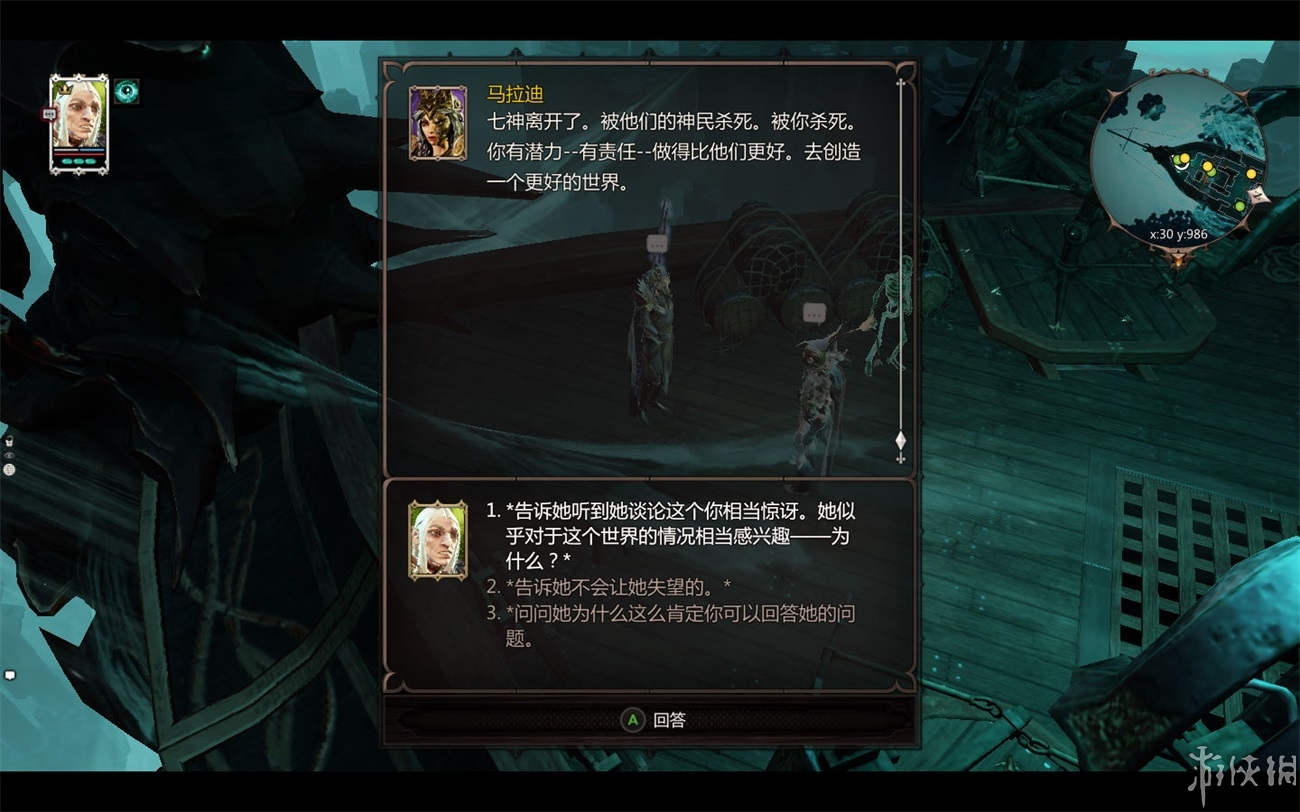 马拉迪
七神离开了。被他们的神民杀死。被你杀死。
你有潜力--有责任--做得比他们更好。去创造
一个更好的世界。
x:30 y:986
1. *告诉她听到她谈论这个你相当惊讶。她似
乎对于这个世界的情况相当感兴趣——为
什么？*
2. *告诉她不会让她失望的。*
3. *问问她为什么这么肯定你可以回答她的问
题。
A 回答
游侠網